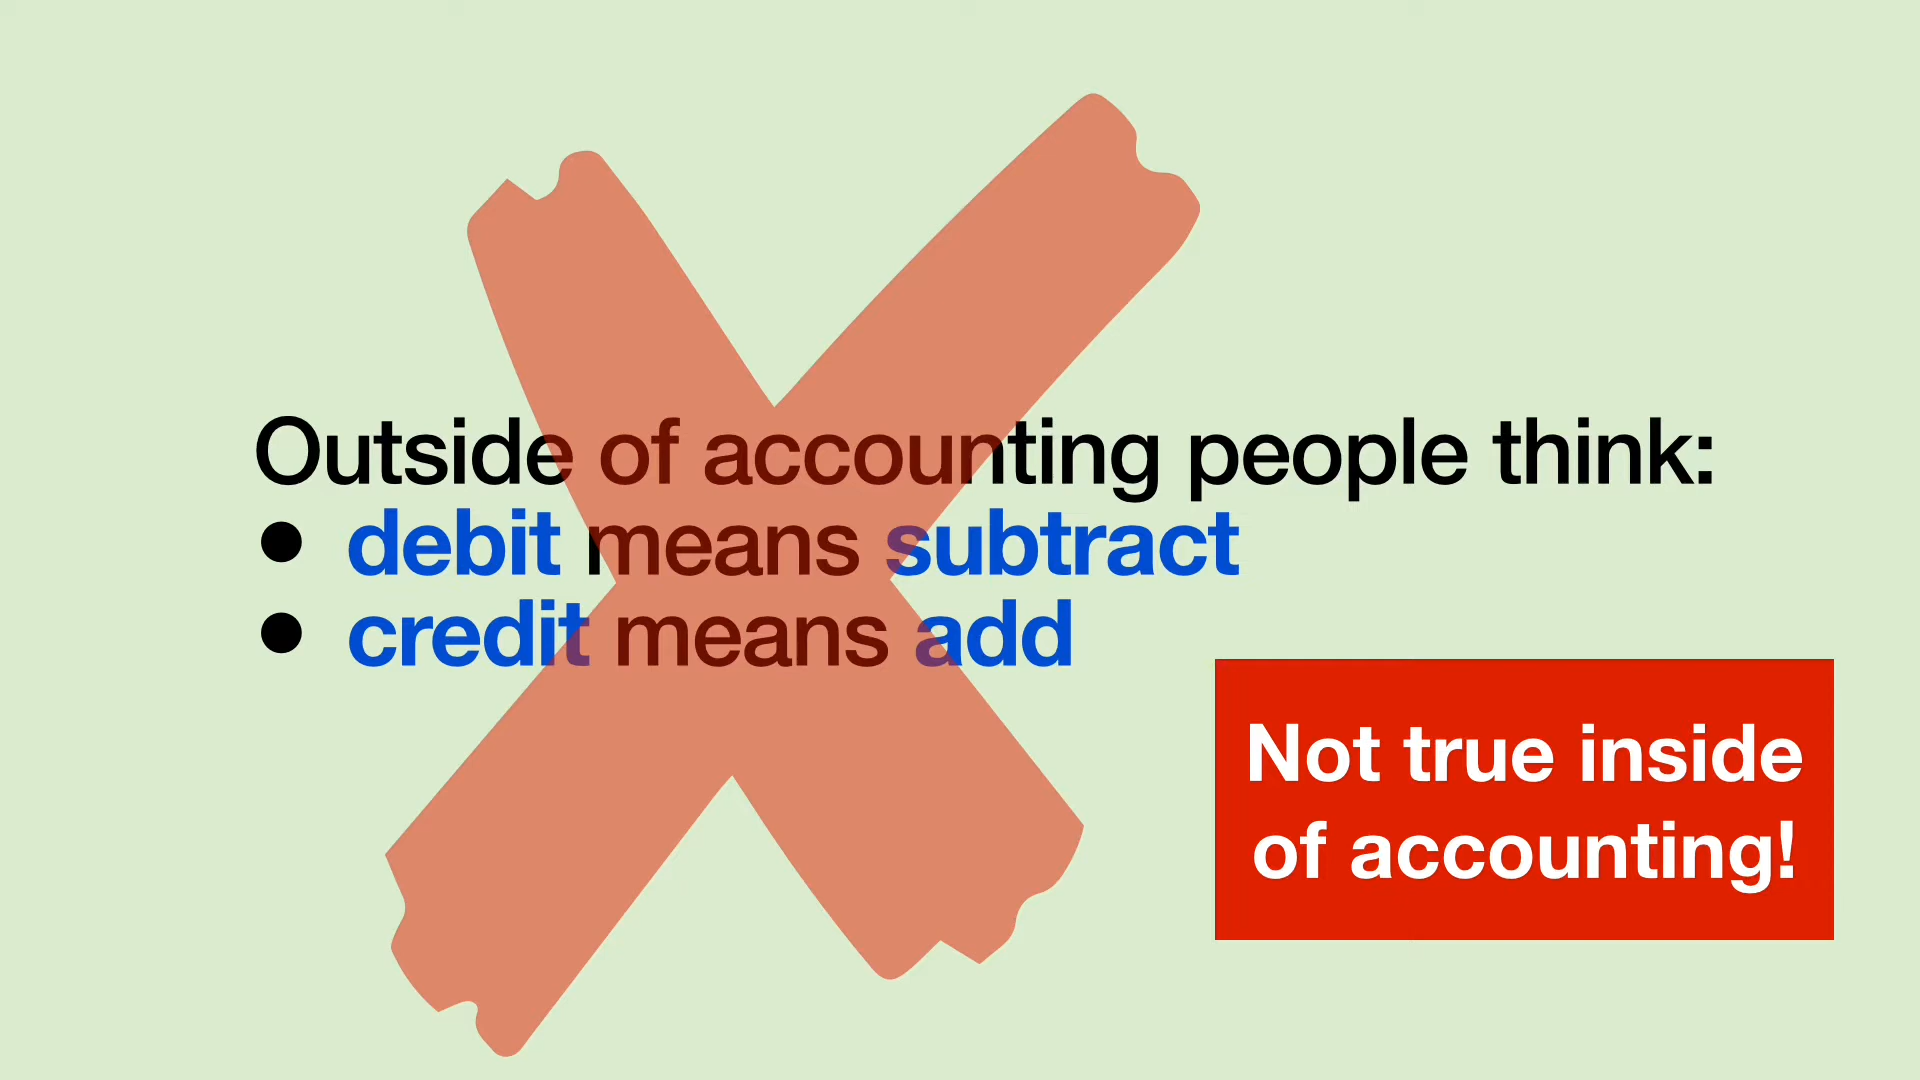 Outside of accounting people think:
● debit means subtract
● credit means add
Not true inside
of accounting!